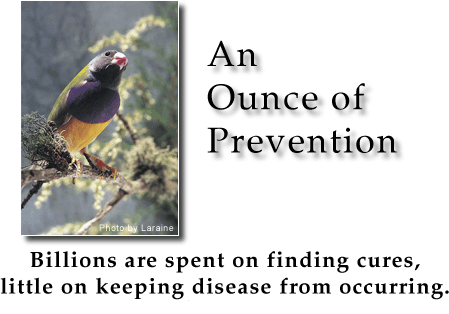 An
Ounce of
Prevention
Photo by Laraine
Billions are spent on finding cures,
little on keeping disease from occurring.